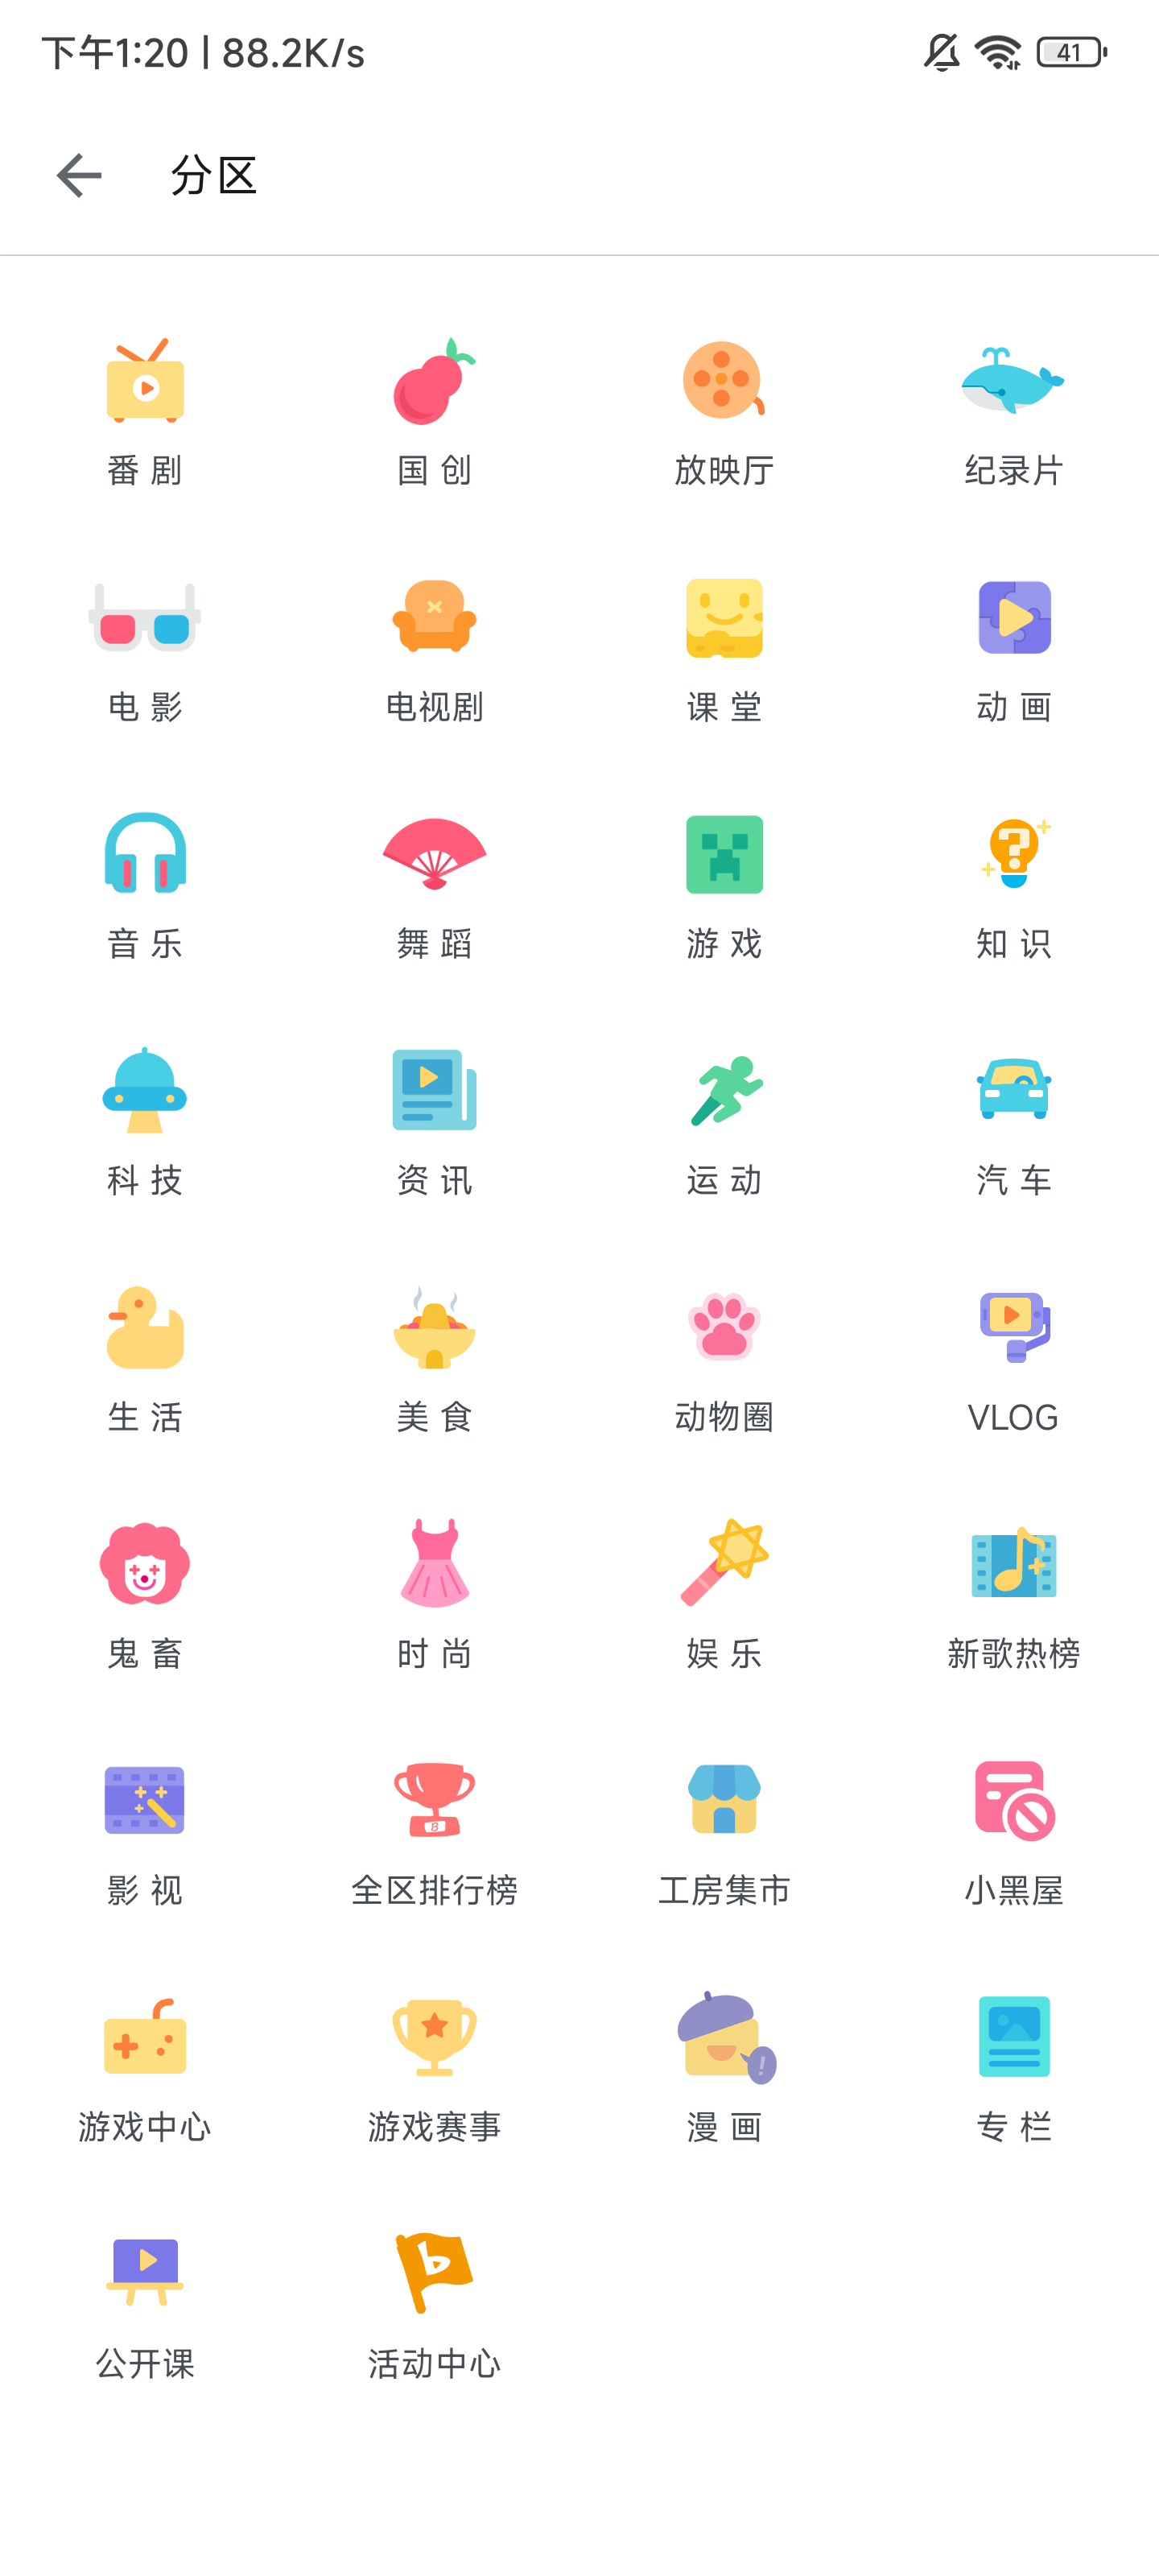 下午1:20 | 88.2K/s 41
分区
番 剧 国 创 放映厅 纪录片
电 影 电视剧 课 堂 动 画
音 乐 舞 蹈 游 戏 知 识
科 技 资 讯 运 动 汽 车
生 活 美 食 动物圈 VLOG
鬼 畜 时 尚 娱 乐 新歌热榜
影 视 全区排行榜 工房集市 小黑屋
游戏中心 游戏赛事 漫 画 专 栏
公开课 活动中心